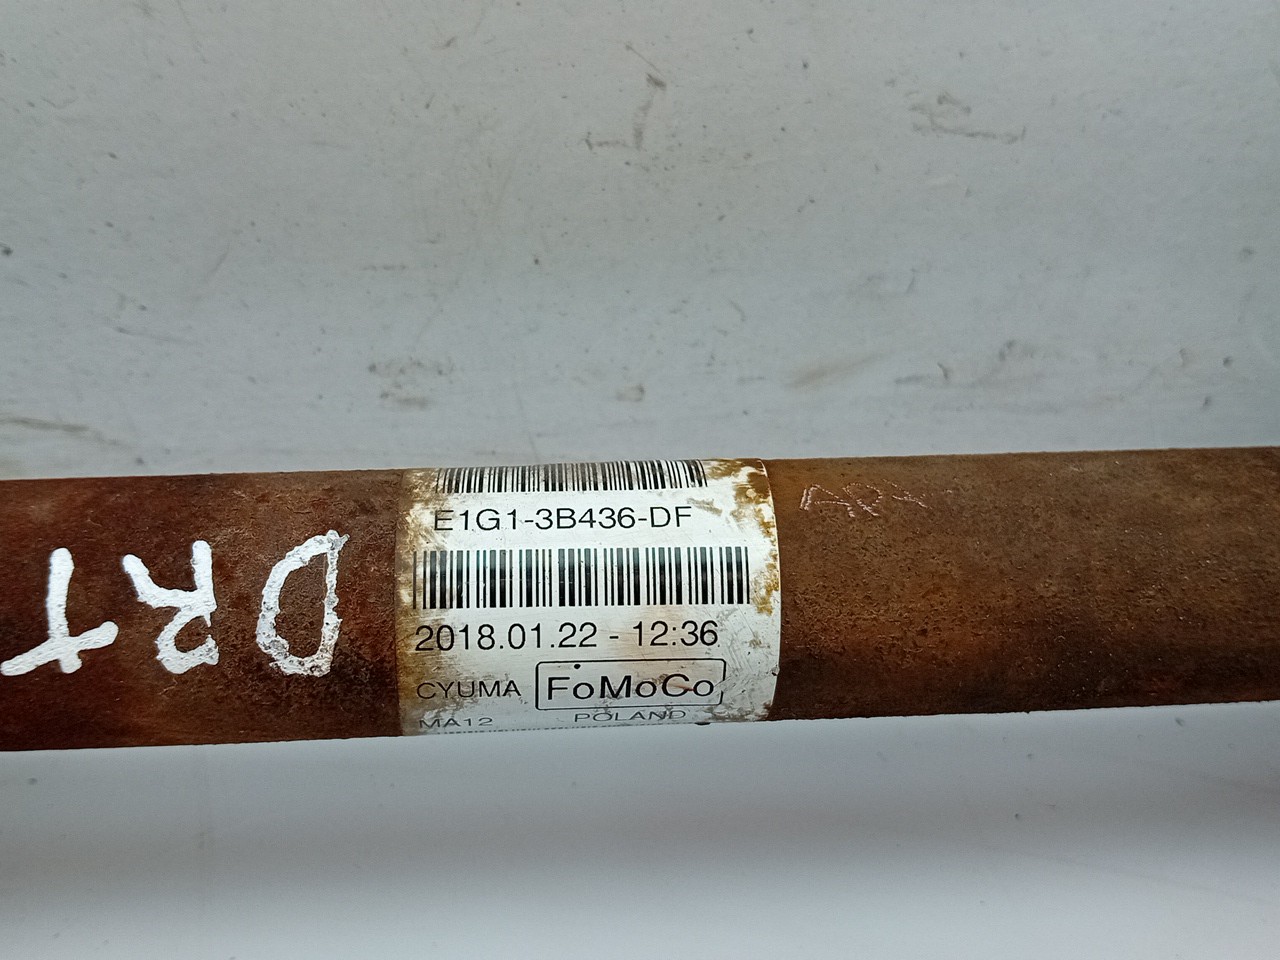 E1G1-3B436-DF
2018.01.22 - 12:36
CYUMA FoMoCo
MA12 POLAND
DRT